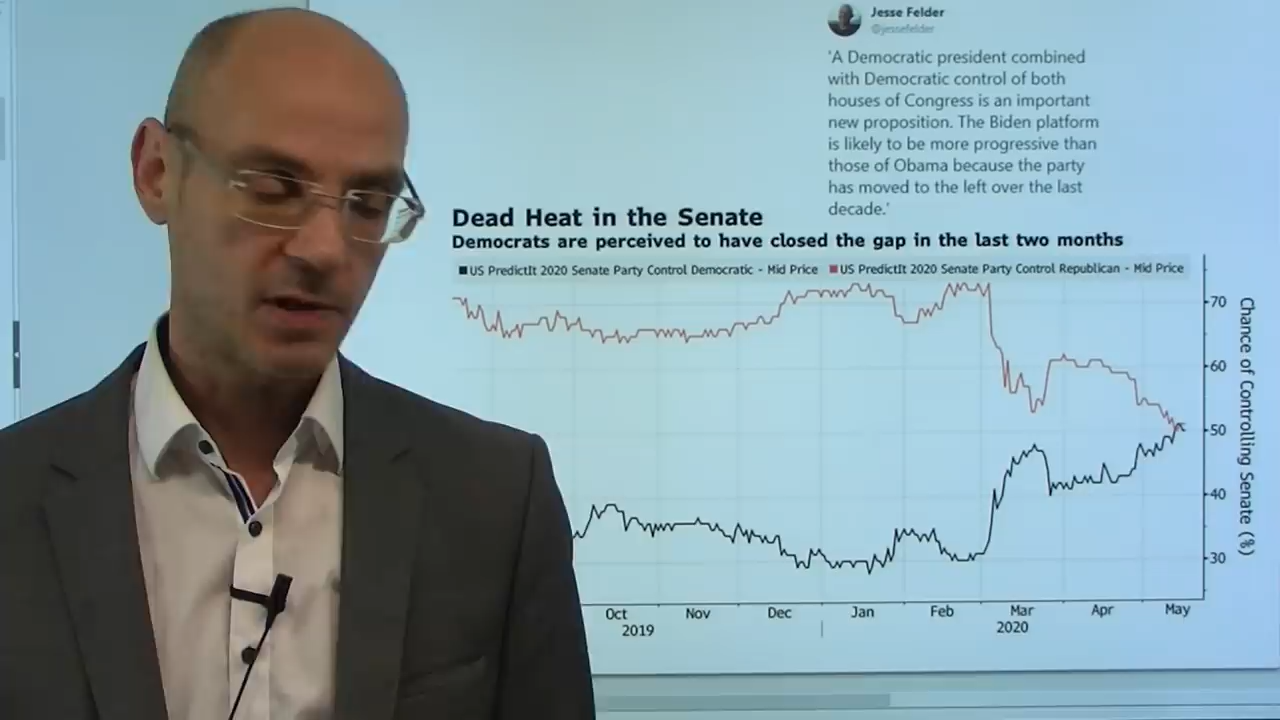 Jesse Felder
@jessefelder
'A Democratic president combined
with Democratic control of both
houses of Congress is an important
new proposition. The Biden platform
is likely to be more progressive than
those of Obama because the party
has moved to the left over the last
decade.'
Dead Heat in the Senate
Democrats are perceived to have closed the gap in the last two months
US PredictIt 2020 Senate Party Control Democratic - Mid Price US PredictIt 2020 Senate Party Control Republican - Mid Price
70
60
50
40
30
Chance of Controlling Senate (%)
Oct Nov Dec Jan Feb Mar Apr May
2019 2020